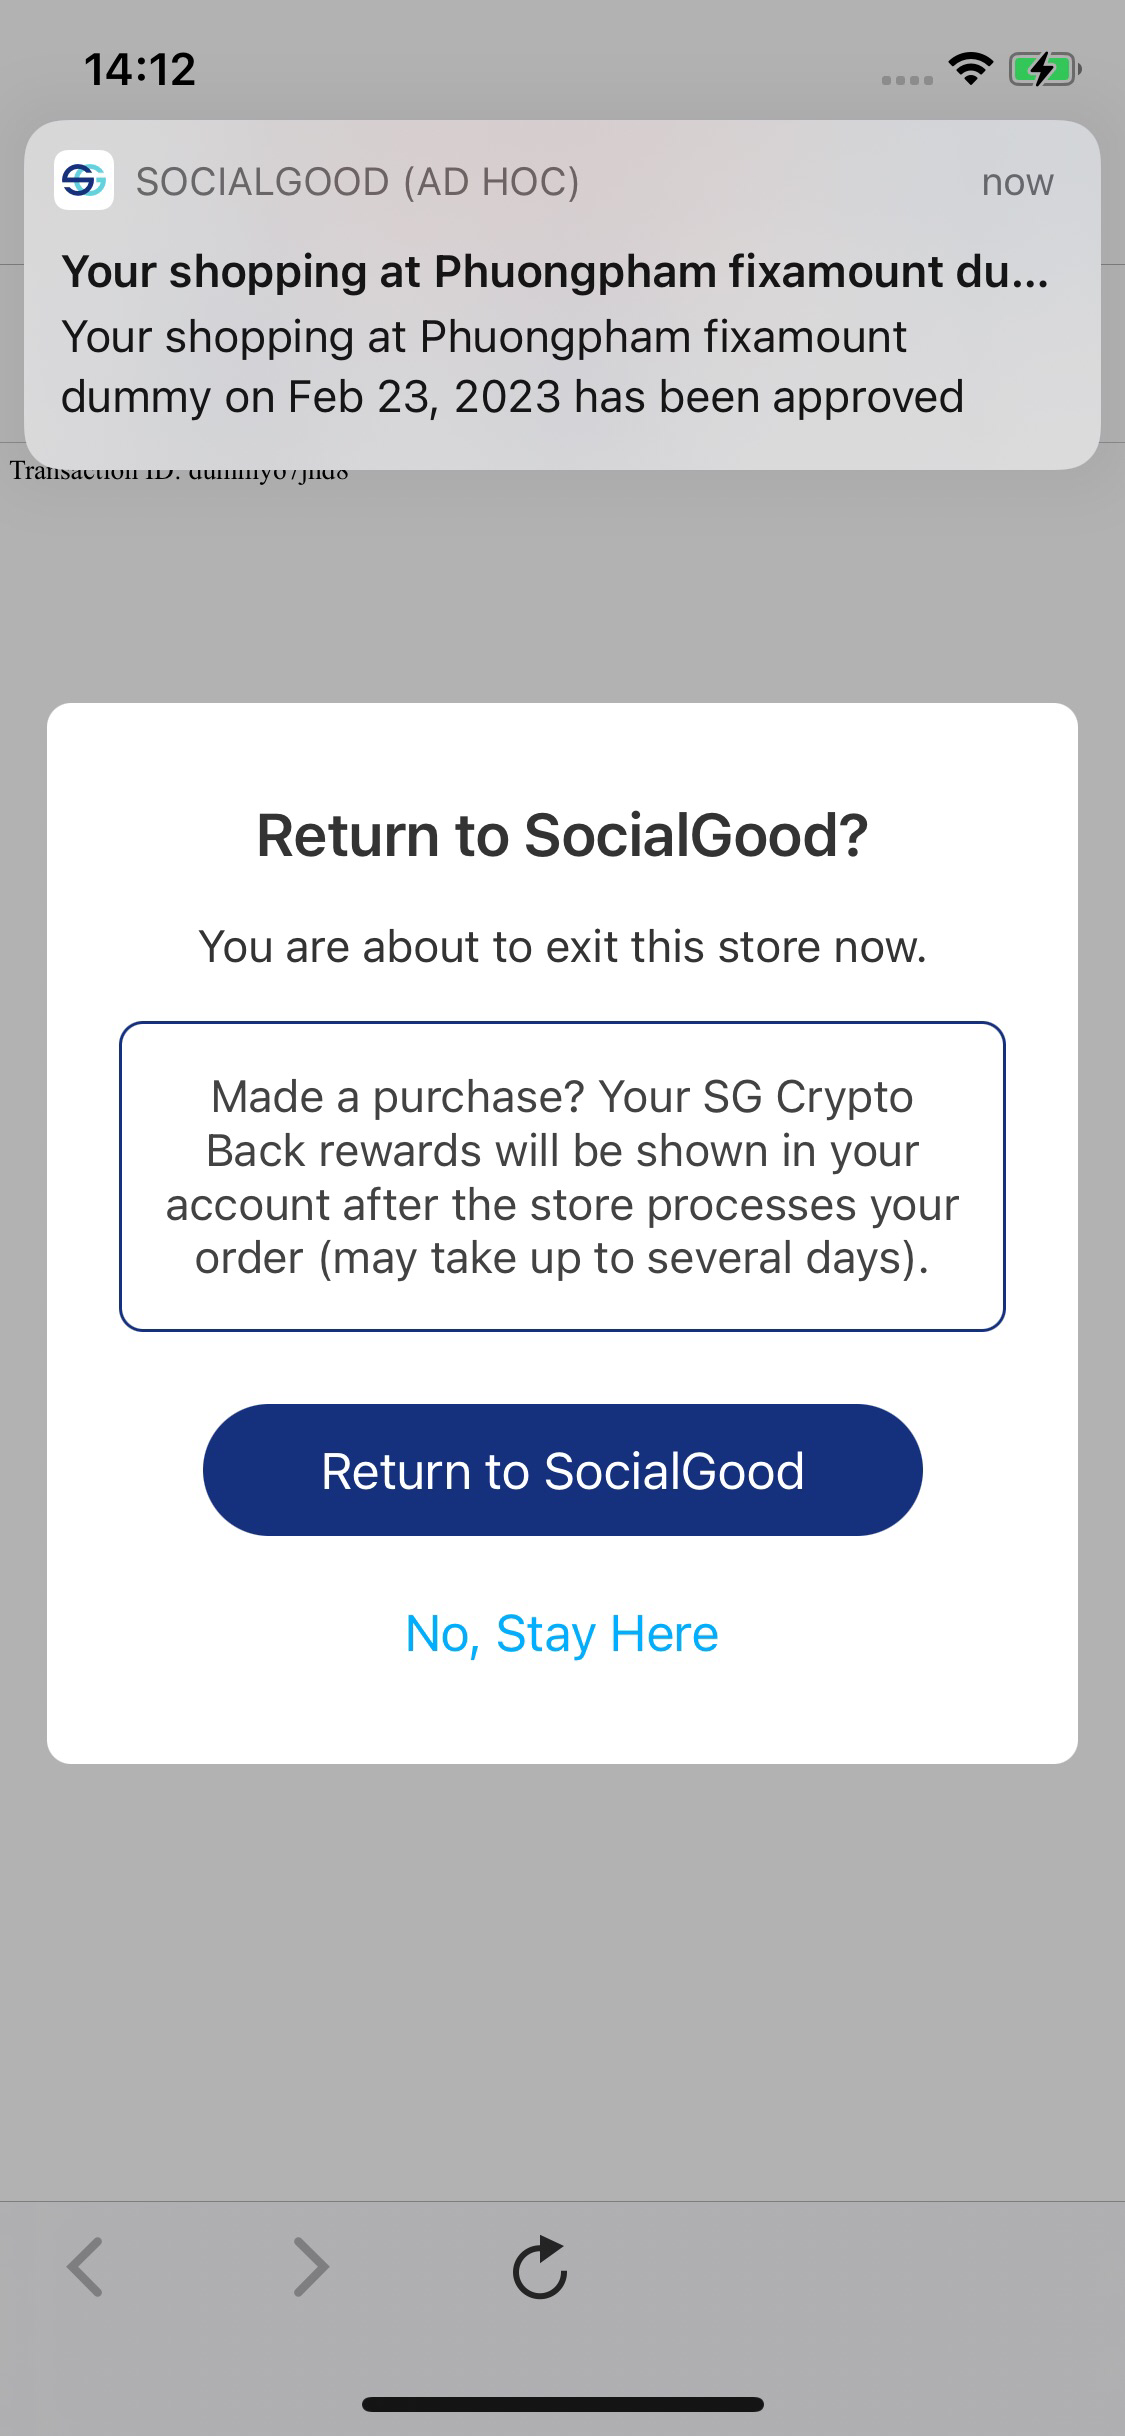 14:12
SOCIALGOOD (AD HOC)
now
Your shopping at Phuongpham fixamount du...
Your shopping at Phuongpham fixamount
dummy on Feb 23, 2023 has been approved
Transaction ID:
Return to SocialGood?
You are about to exit this store now.
Made a purchase? Your SG Crypto
Back rewards will be shown in your
account after the store processes your
order (may take up to several days).
Return to SocialGood
No, Stay Here